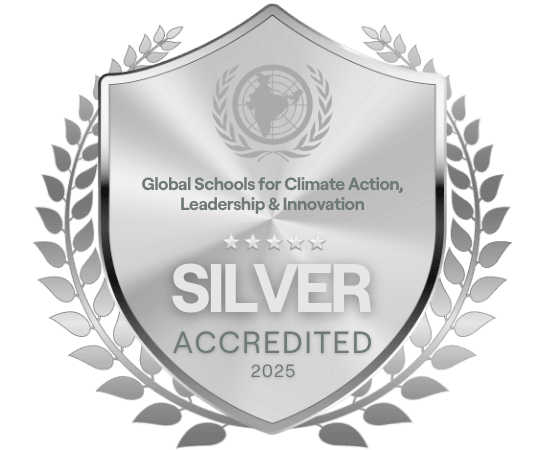 Global Schools for Climate Action,
Leadership & Innovation
SILVER
ACCREDITED
2025